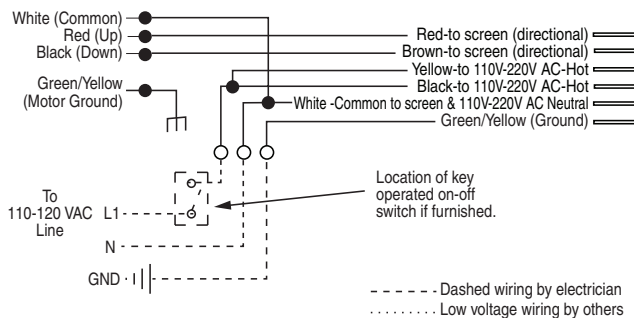 White (Common)
Red (Up)
Black (Down)
Green/Yellow
(Motor Ground)
Red-to screen (directional)
Brown-to screen (directional)
Yellow-to 110V-220V AC-Hot
Black-to 110V-220V AC-Hot
White -Common to screen & 110V-220V AC Neutral
Green/Yellow (Ground)
To
110-120 VAC
Line
L1
N
GND
Location of key
operated on-off
switch if furnished.
Dashed wiring by electrician
Low voltage wiring by others